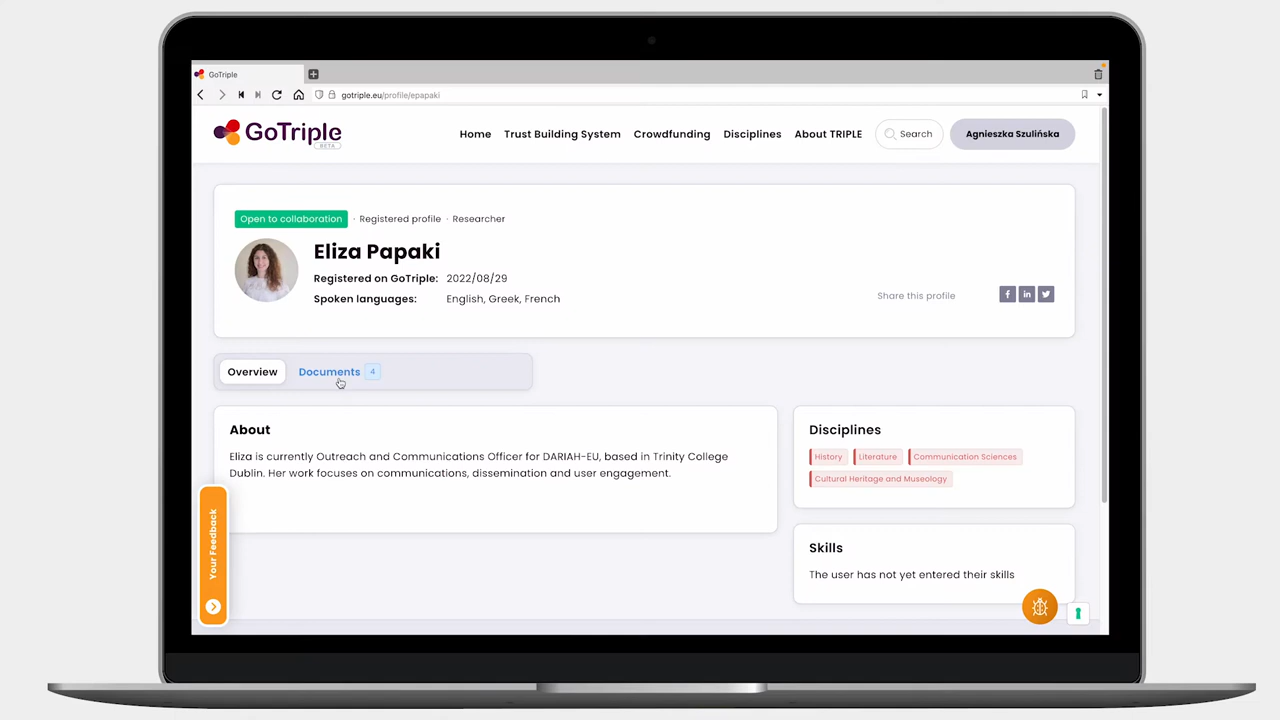 GoTriple
gotriple.eu/profile/epapaki
GoTriple
BETA
Home Trust Building System Crowdfunding Disciplines About TRIPLE Search Agnieszka Szulińska
Open to collaboration · Registered profile · Researcher
Eliza Papaki
Registered on GoTriple: 2022/08/29
Spoken languages: English, Greek, French
Share this profile
Overview Documents 4
About
Eliza is currently Outreach and Communications Officer for DARIAH-EU, based in Trinity College
Dublin. Her work focuses on communications, dissemination and user engagement.
Disciplines
History Literature Communication Sciences
Cultural Heritage and Museology
Skills
The user has not yet entered their skills
Your Feedback